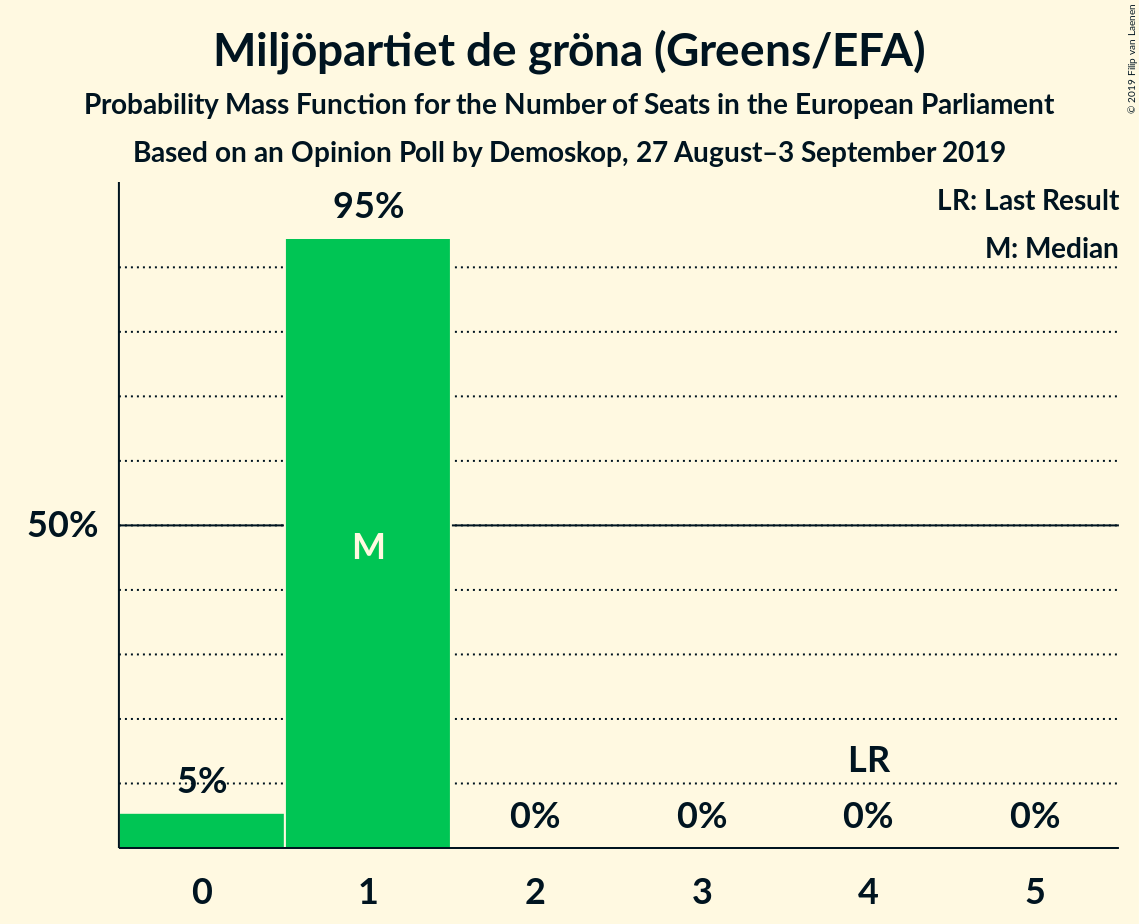 Miljöpartiet de gröna (Greens/EFA)
Probability Mass Function for the Number of Seats in the European Parliament
Based on an Opinion Poll by Demoskop, 27 August–3 September 2019
© 2019 Filip van Laenen
LR: Last Result
M: Median
95%
50%
M
5%
LR
0%
0%
0%
0%
0
1
2
3
4
5